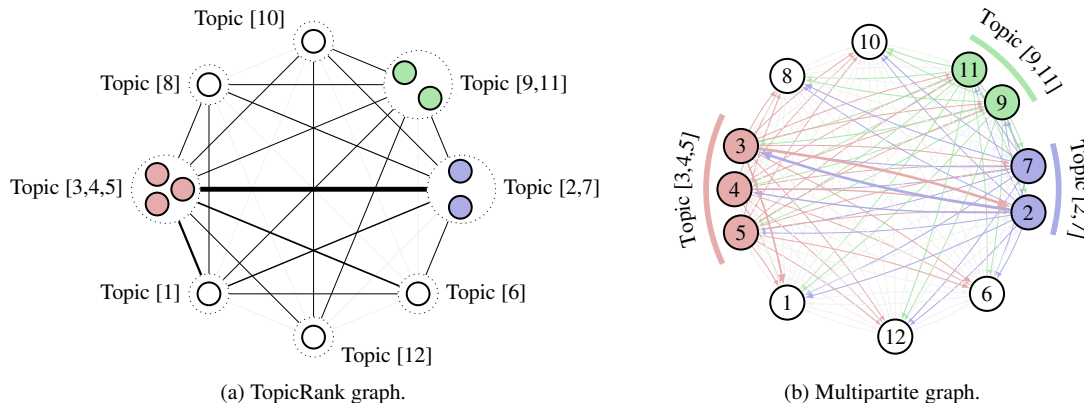 Topic [10]
Topic [8]
Topic [9,11]
Topic [3,4,5]
Topic [2,7]
Topic [1]
Topic [6]
Topic [12]
(a) TopicRank graph.
10
8
11
9
Topic [9,11]
3
4
5
Topic [3,4,5]
7
2
Topic [2,7]
1
6
12
(b) Multipartite graph.